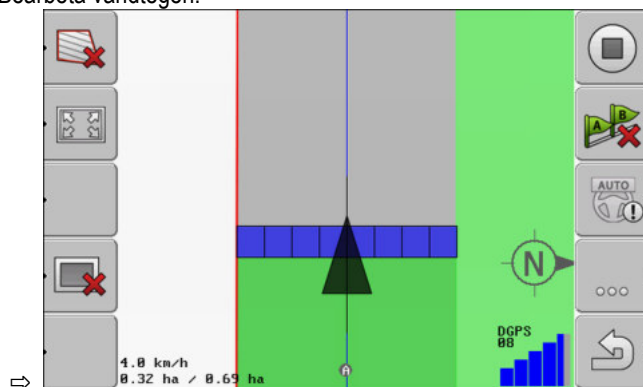 Bearbeta vändtegen.
A B
AUTO
N
DGPS
08
4.0 km/h
0.32 ha / 0.69 ha
A